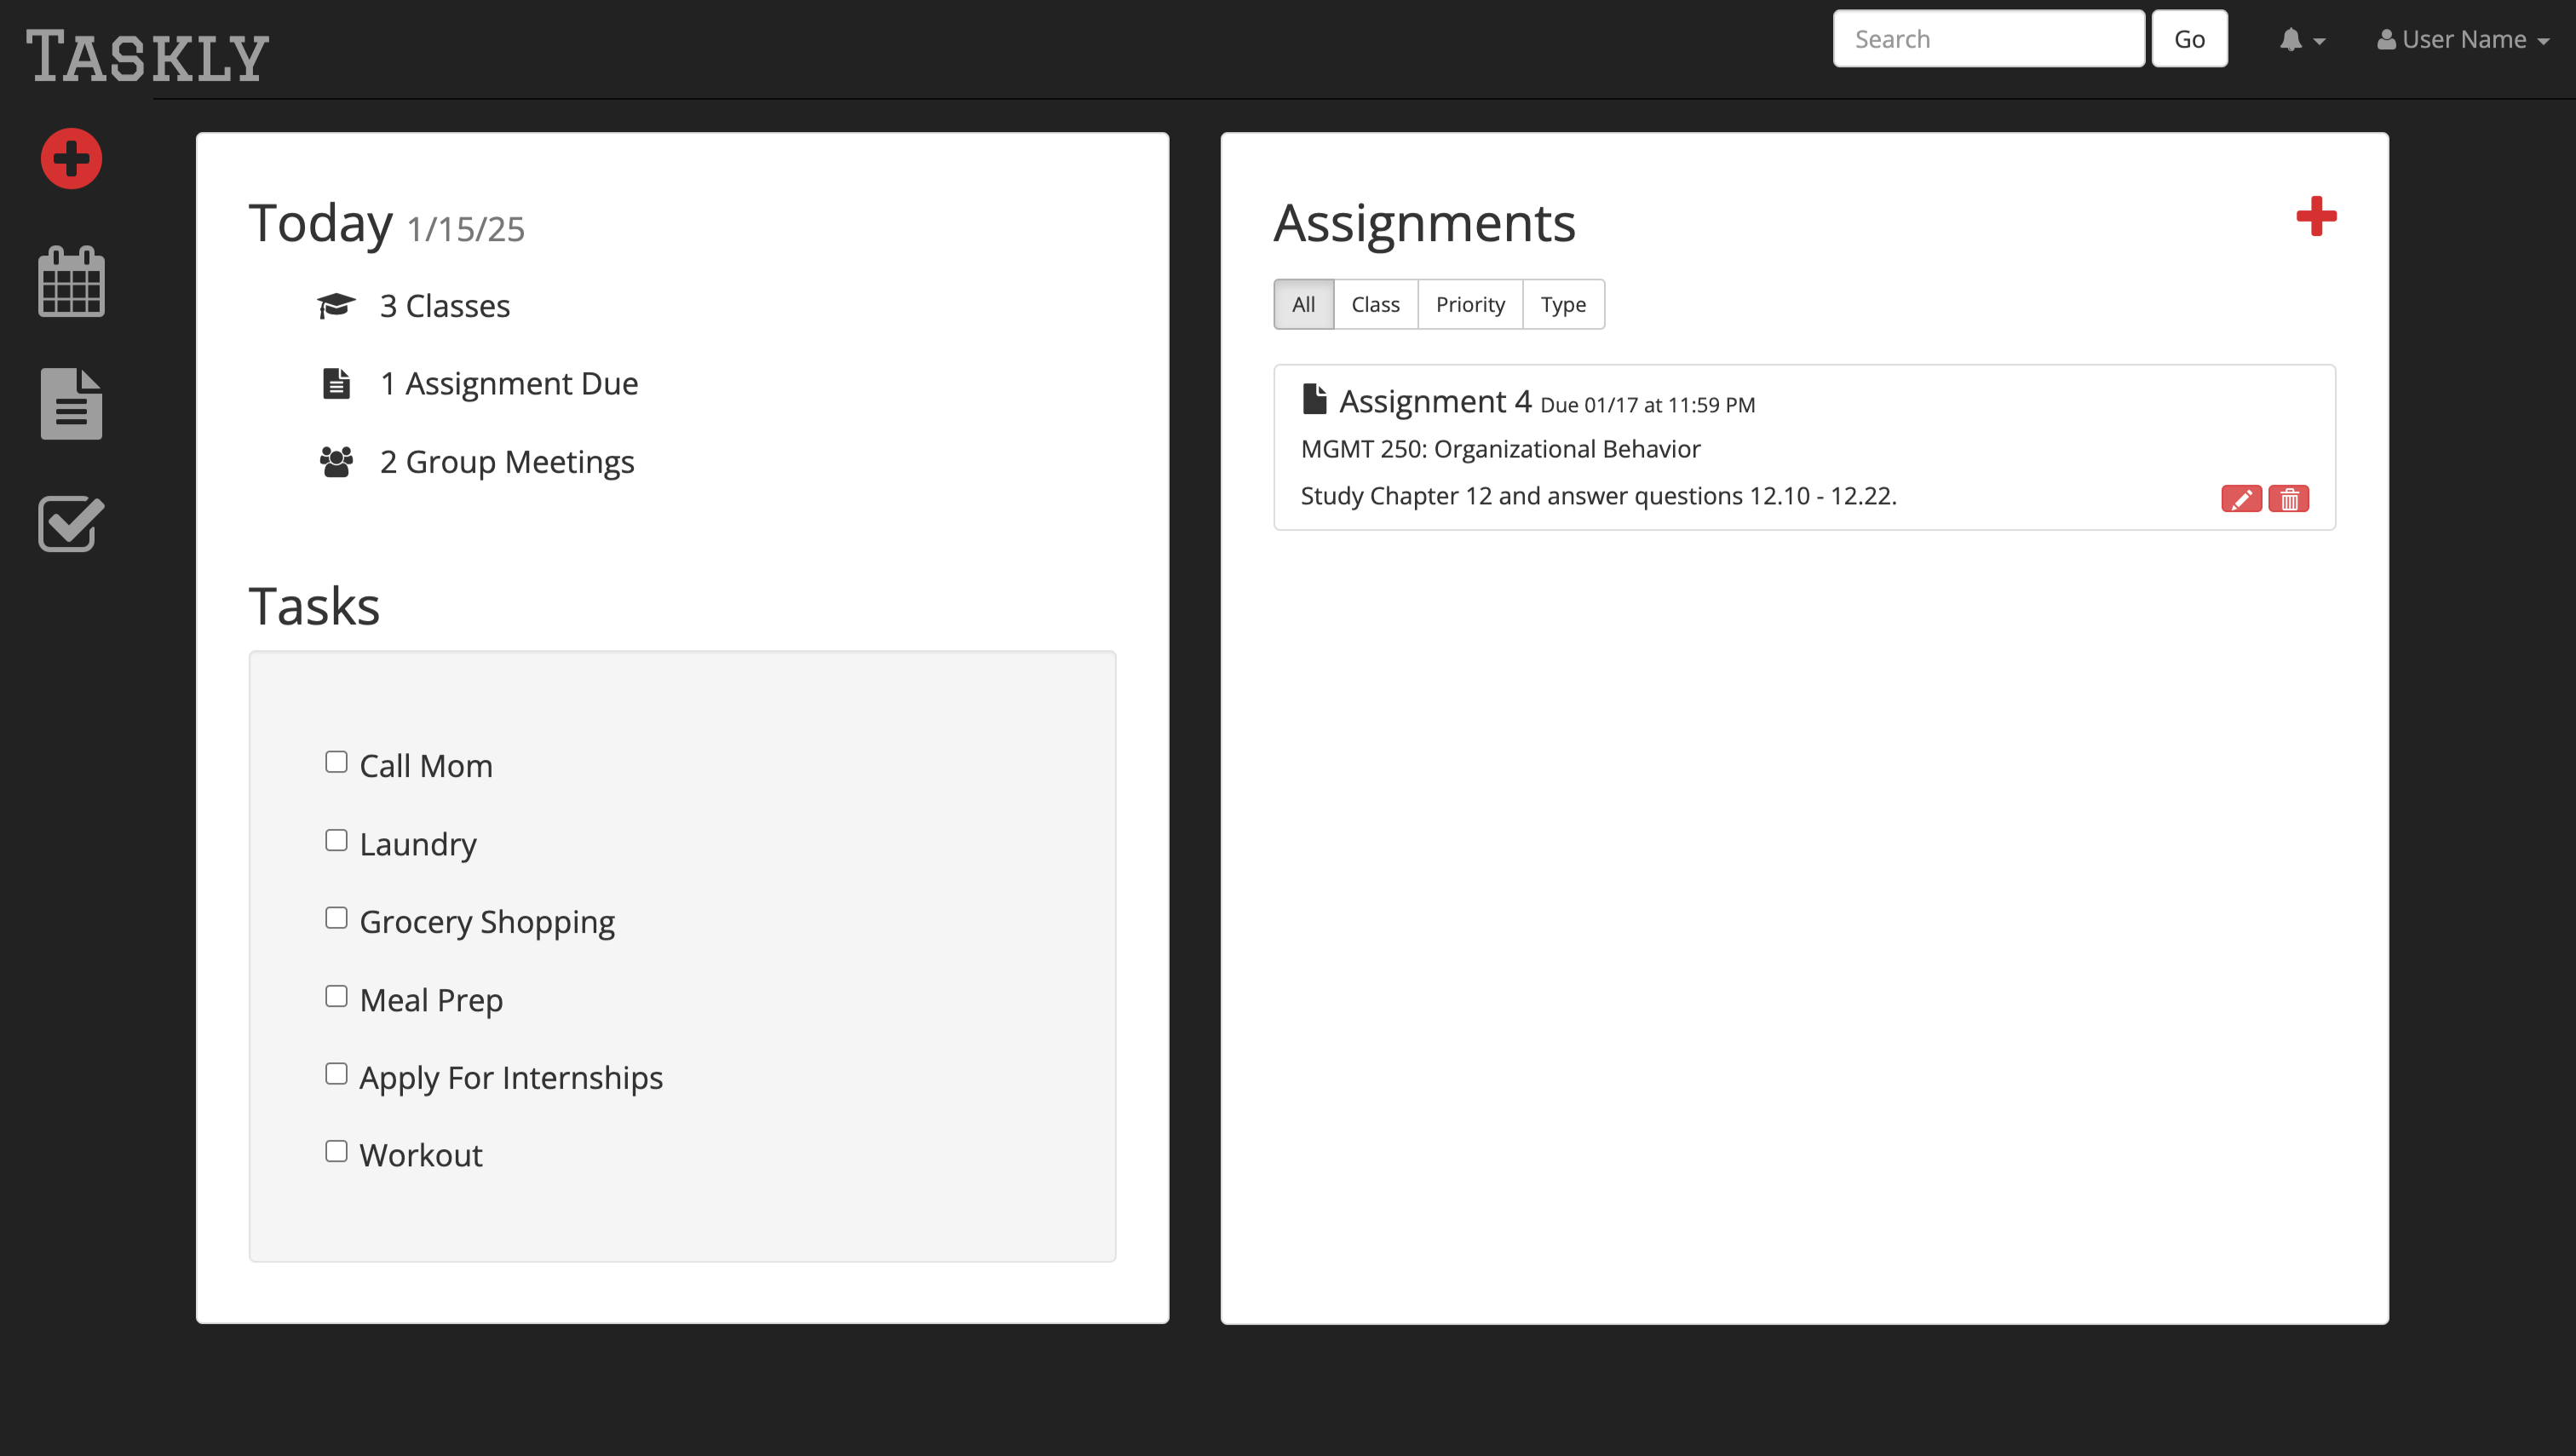 TASKLY
Search
Go
User Name
Today 1/15/25
3 Classes
1 Assignment Due
2 Group Meetings
Tasks
Call Mom
Laundry
Grocery Shopping
Meal Prep
Apply For Internships
Workout
Assignments
All
Class
Priority
Type
Assignment 4 Due 01/17 at 11:59 PM
MGMT 250: Organizational Behavior
Study Chapter 12 and answer questions 12.10 - 12.22.